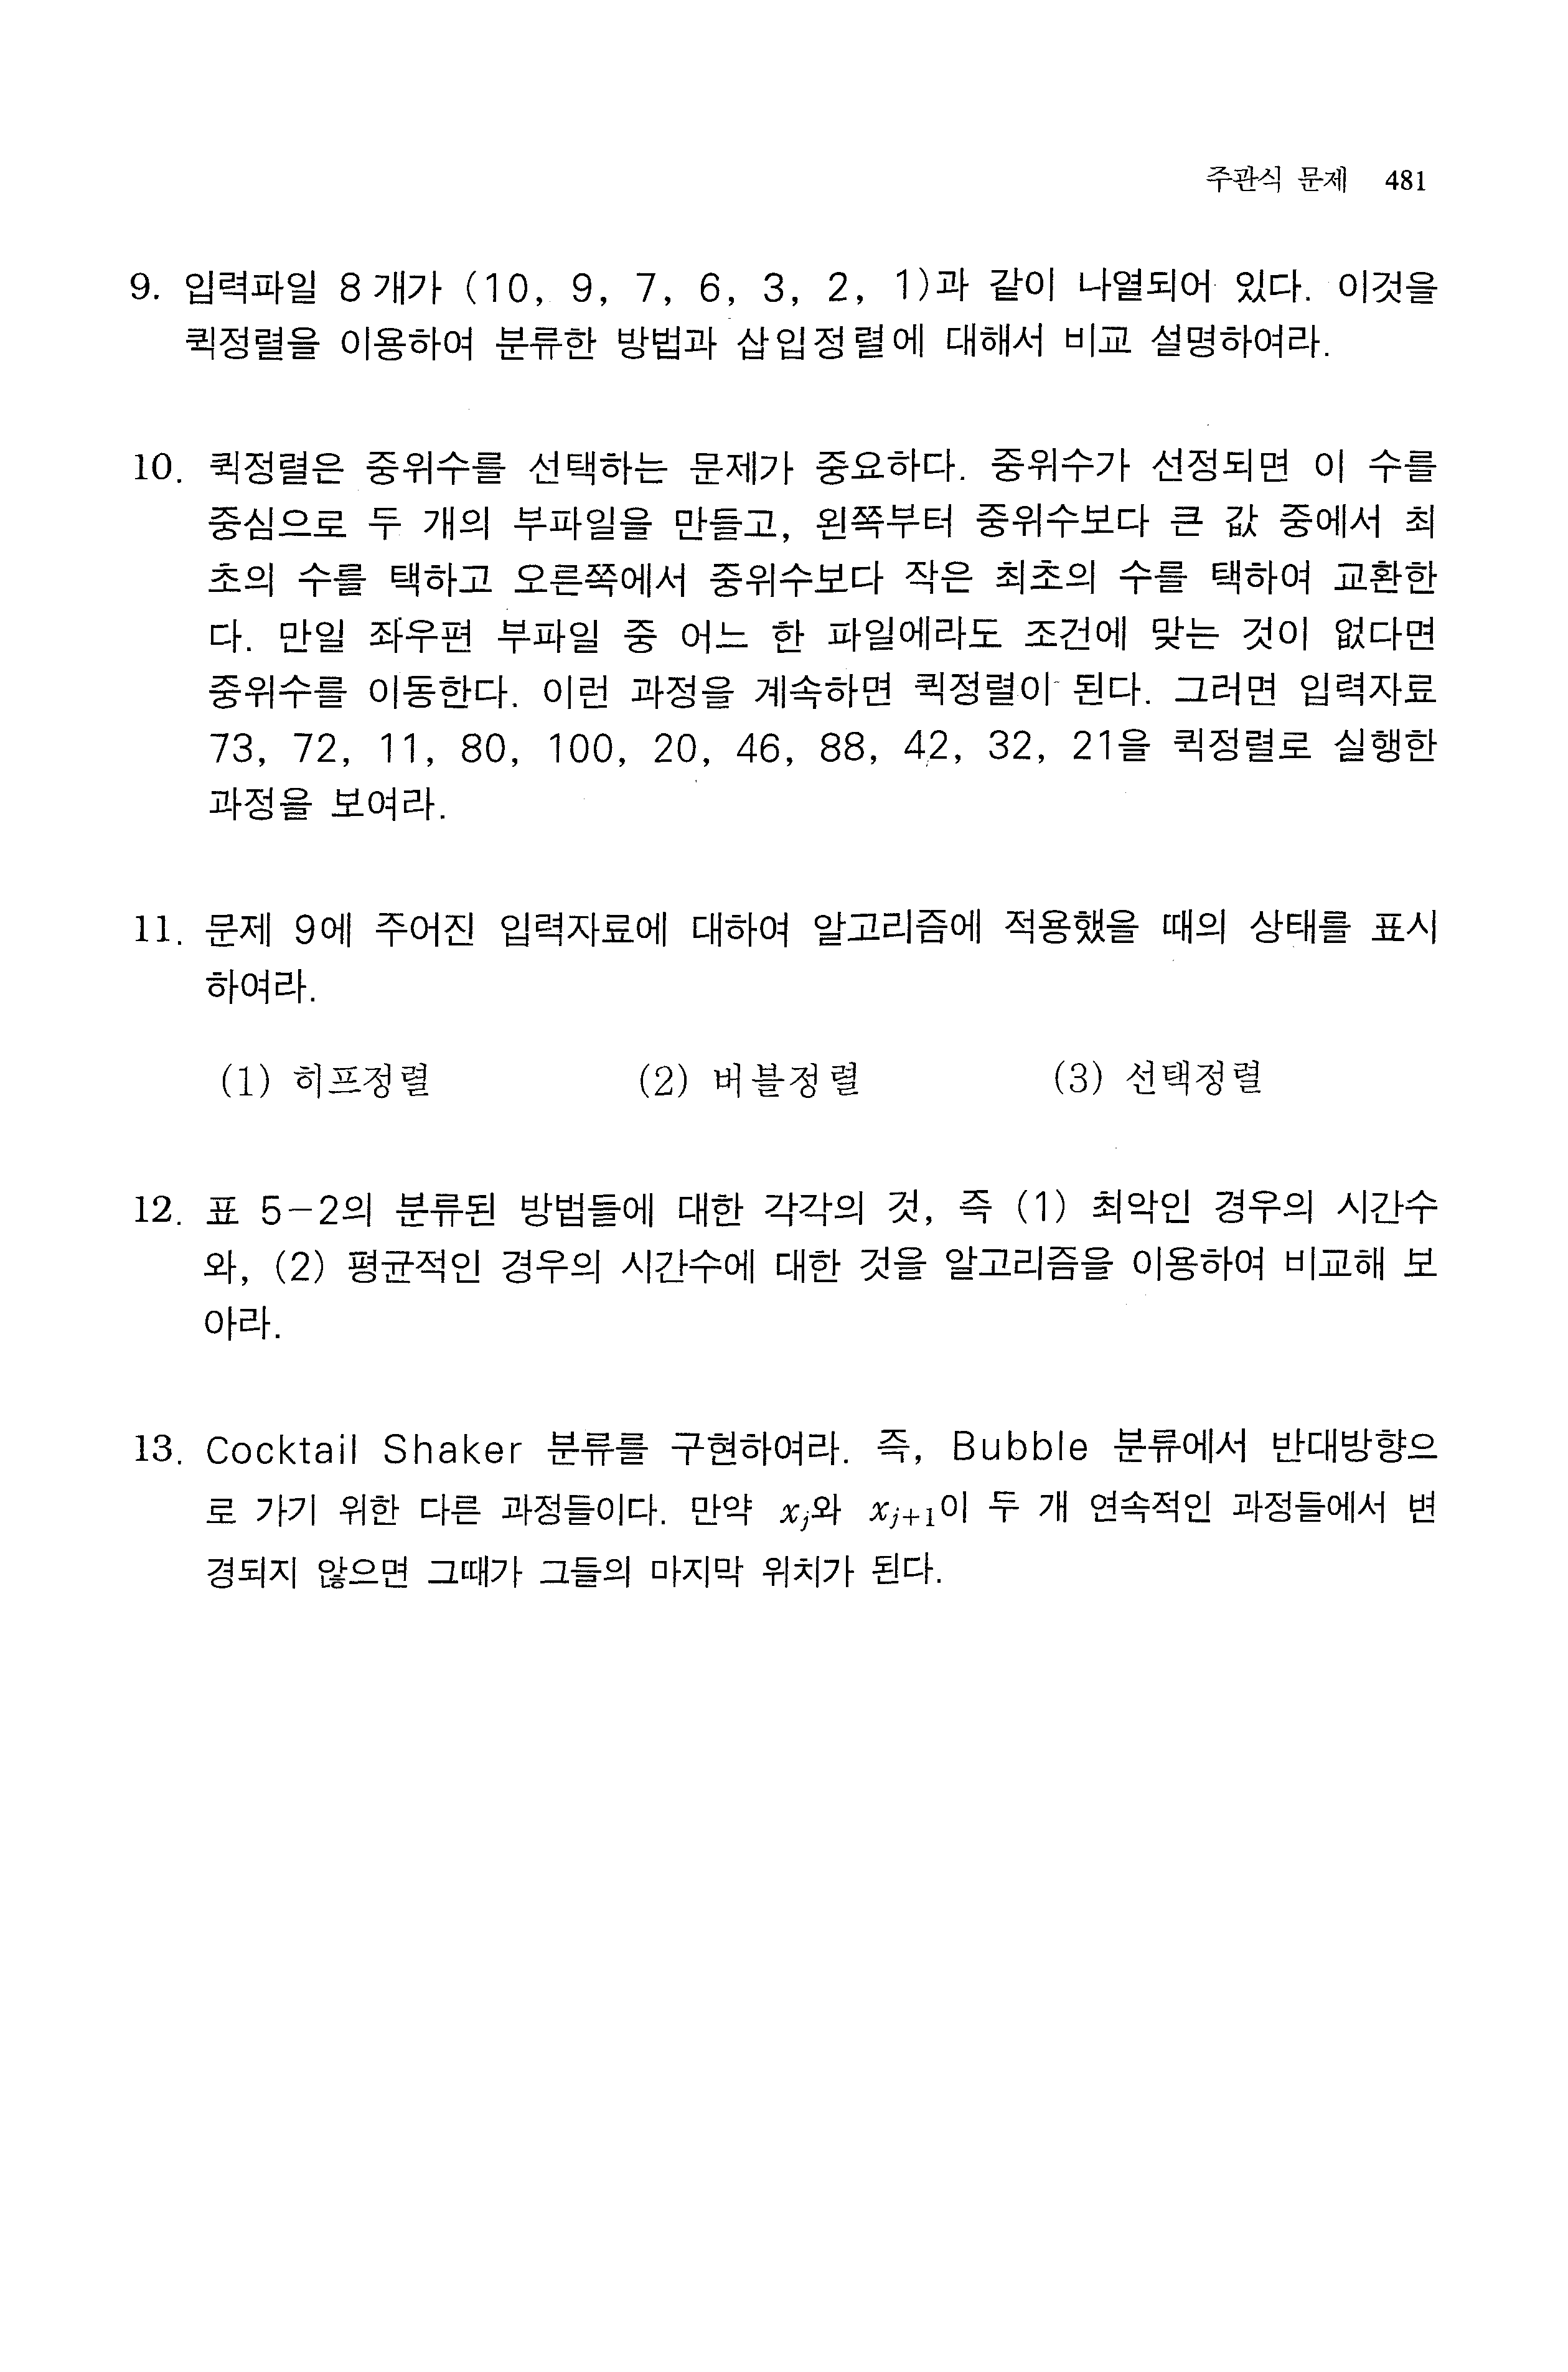 주관식 문제 481
9. 입력파일 8개가 (10, 9, 7, 6, 3, 2, 1)과 같이 나열되어 있다. 이것을
퀵정렬을 이용하여 분류한 방법과 삽입정렬에 대해서 비교 설명하여라.
10. 퀵정렬은 중위수를 선택하는 문제가 중요하다. 중위수가 선정되면 이 수를
중심으로 두 개의 부파일을 만들고, 왼쪽부터 중위수보다 큰 값 중에서 최
초의 수를 택하고 오른쪽에서 중위수보다 작은 최초의 수를 택하여 교환한
다. 만일 좌우편 부파일 중 어느 한 파일에라도 조건에 맞는 것이 없다면
중위수를 이동한다. 이런 과정을 계속하면 퀵정렬이 된다. 그러면 입력자료
73, 72, 11, 80, 100, 20, 46, 88, 42, 32, 21을 퀵정렬로 실행한
과정을 보여라.
11. 문제 9에 주어진 입력자료에 대하여 알고리즘에 적용했을 때의 상태를 표시
하여라.
(1) 히프정렬 (2) 버블정렬 (3) 선택정렬
12. 표 5-2의 분류된 방법들에 대한 각각의 것, 즉 (1) 최악인 경우의 시간수
와, (2) 평균적인 경우의 시간수에 대한 것을 알고리즘을 이용하여 비교해 보
아라.
13. Cocktail Shaker 분류를 구현하여라. 즉, Bubble 분류에서 반대방향으
로 가기 위한 다른 과정들이다. 만약 xⱼ와 xⱼ₊₁이 두 개 연속적인 과정들에서 변
경되지 않으면 그때가 그들의 마지막 위치가 된다.